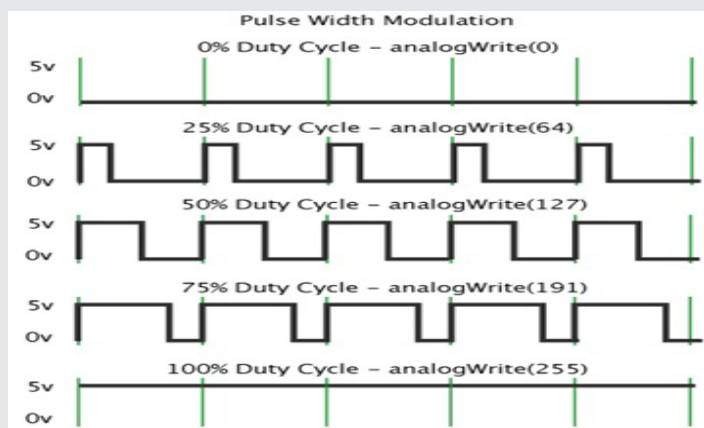 Pulse Width Modulation
0% Duty Cycle – analogWrite(0)
5v
0v
25% Duty Cycle – analogWrite(64)
5v
0v
50% Duty Cycle – analogWrite(127)
5v
0v
75% Duty Cycle – analogWrite(191)
5v
0v
100% Duty Cycle – analogWrite(255)
5v
0v